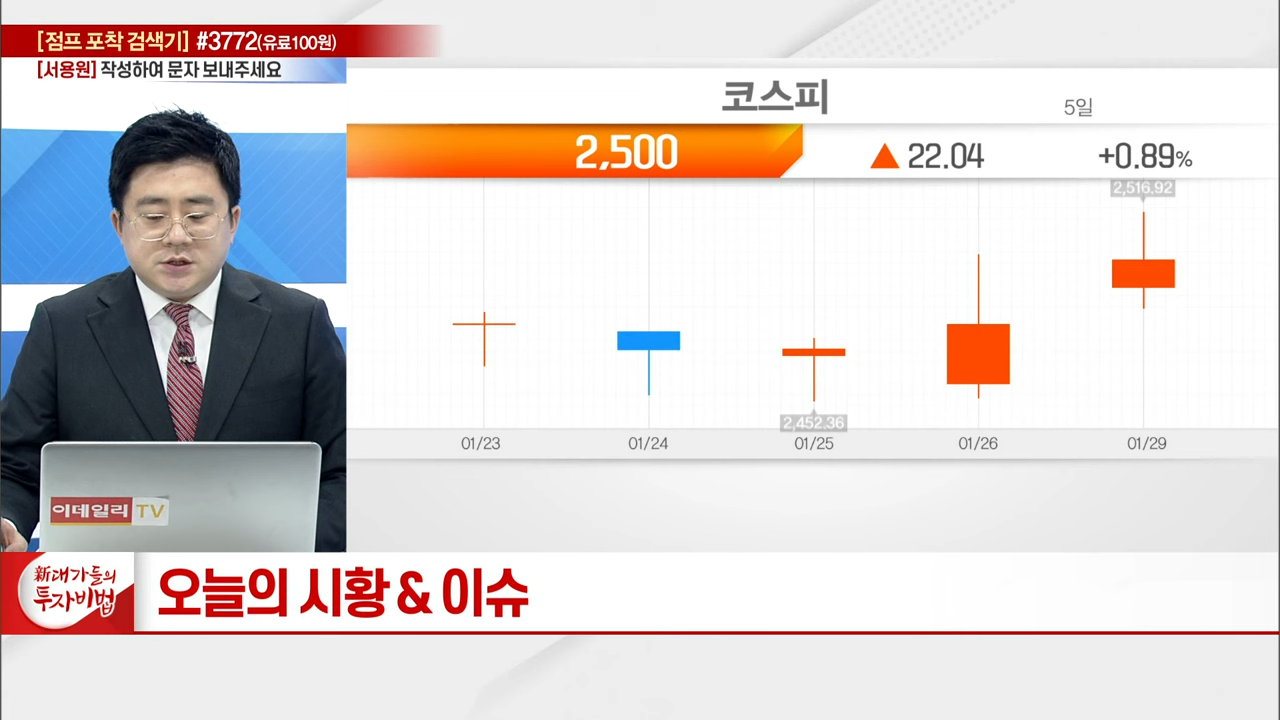 [점프 포착 검색기] #3772(유료100원)
[서용원] 작성하여 문자 보내주세요
코스피
5일
2,500 ▲ 22.04 +0.89%
2,516.92
2,452.36
01/23 01/24 01/25 01/26 01/29
이데일리 TV
新대가들의
투자비법
오늘의 시황 & 이슈